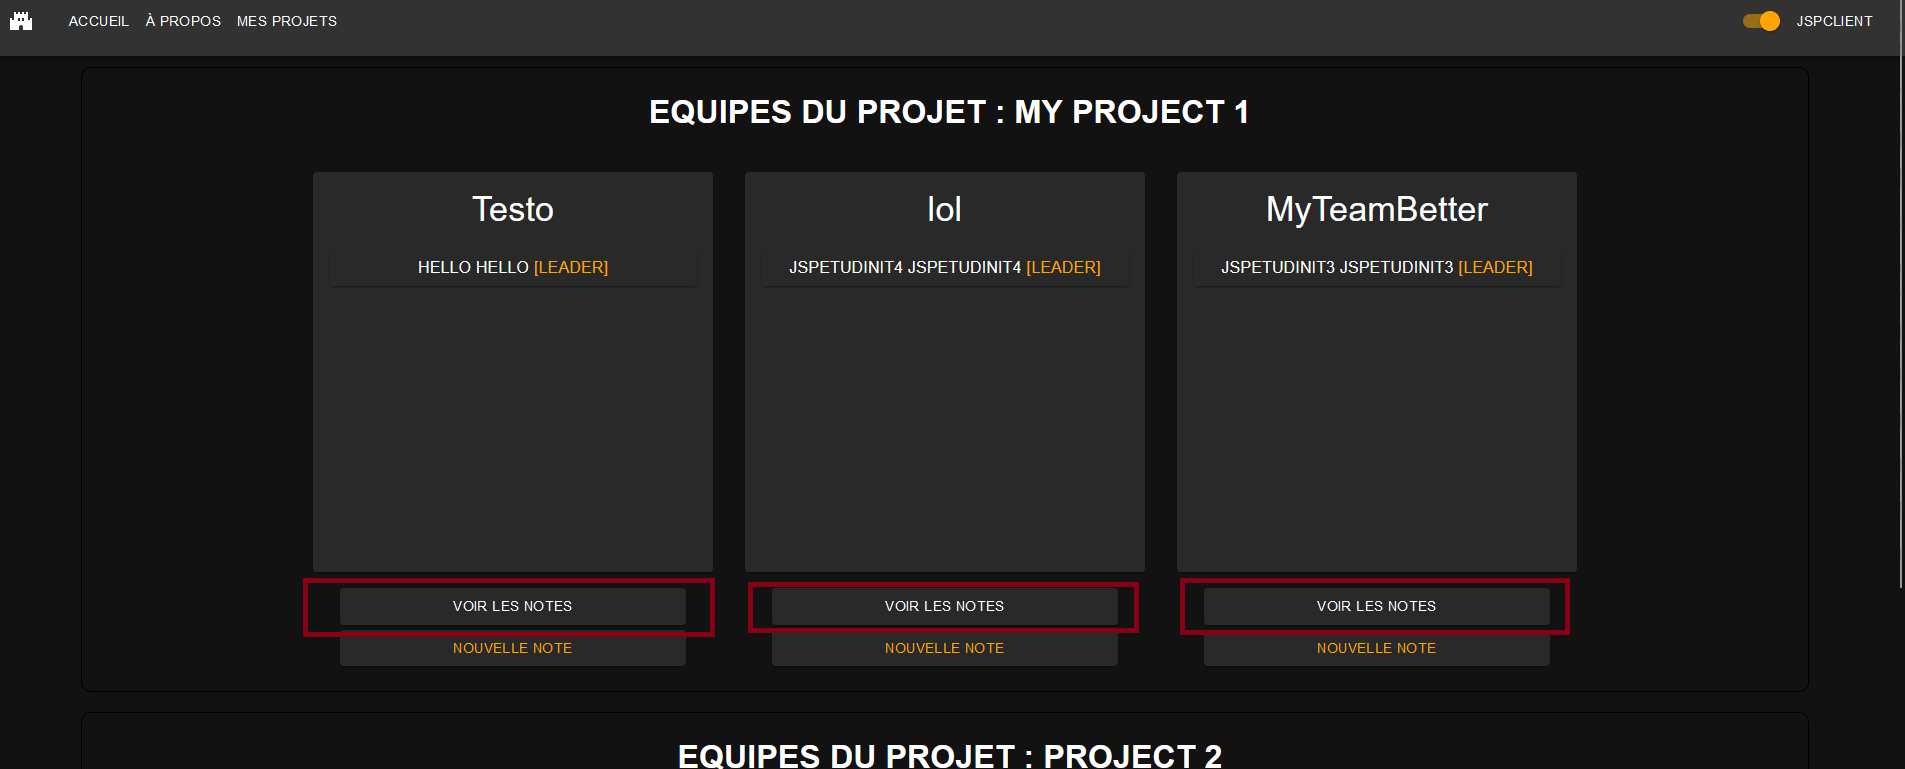 ACCUEIL À PROPOS MES PROJETS JSPCLIENT
EQUIPES DU PROJET : MY PROJECT 1
Testo
HELLO HELLO [LEADER]
VOIR LES NOTES
NOUVELLE NOTE
lol
JSPETUDINIT4 JSPETUDINIT4 [LEADER]
VOIR LES NOTES
NOUVELLE NOTE
MyTeamBetter
JSPETUDINIT3 JSPETUDINIT3 [LEADER]
VOIR LES NOTES
NOUVELLE NOTE
EQUIPES DU PROJET : PROJECT 2